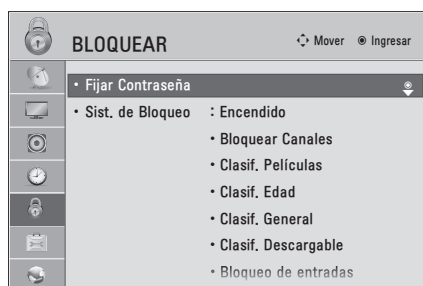 BLOQUEAR
Mover Ingresar
• Fijar Contraseña
• Sist. de Bloqueo : Encendido
• Bloquear Canales
• Clasif. Películas
• Clasif. Edad
• Clasif. General
• Clasif. Descargable
• Bloqueo de entradas